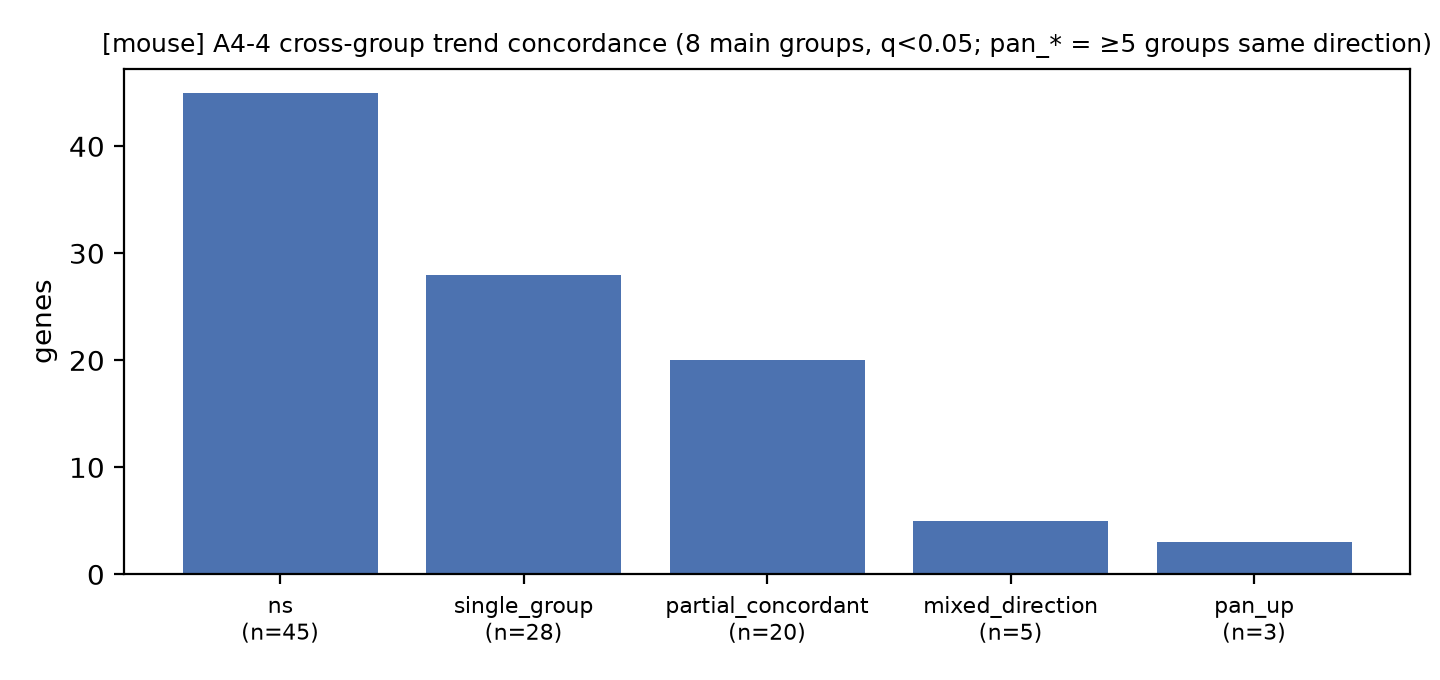 [mouse] A4-4 cross-group trend concordance (8 main groups, q<0.05; pan_* = ≥5 groups same direction)
genes
40
30
20
10
0
ns
(n=45)
single_group
(n=28)
partial_concordant
(n=20)
mixed_direction
(n=5)
pan_up
(n=3)